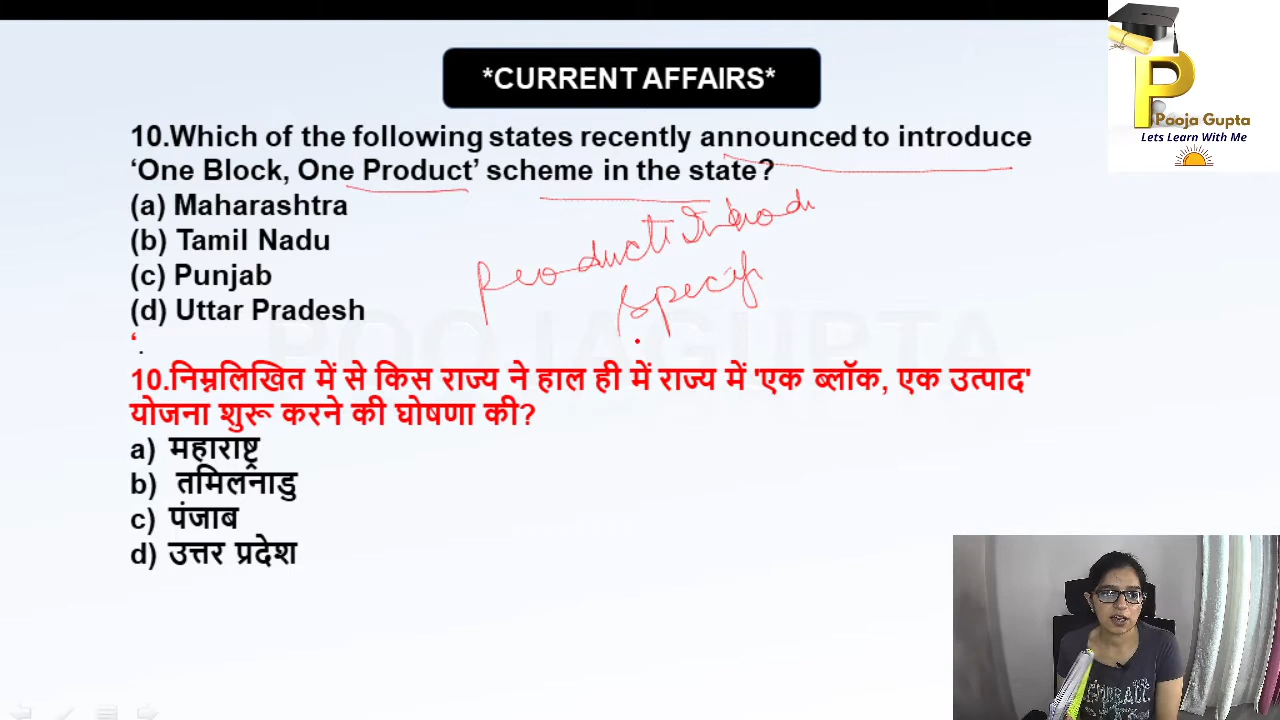 *CURRENT AFFAIRS*
Pooja Gupta
Lets Learn With Me
10.Which of the following states recently announced to introduce
‘One Block, One Product’ scheme in the state?
(a) Maharashtra
(b) Tamil Nadu
(c) Punjab
(d) Uttar Pradesh
‘.
10.निम्नलिखित में से किस राज्य ने हाल ही में राज्य में 'एक ब्लॉक, एक उत्पाद'
योजना शुरू करने की घोषणा की?
a) महाराष्ट्र
b) तमिलनाडु
c) पंजाब
d) उत्तर प्रदेश
POOJAGUPTA